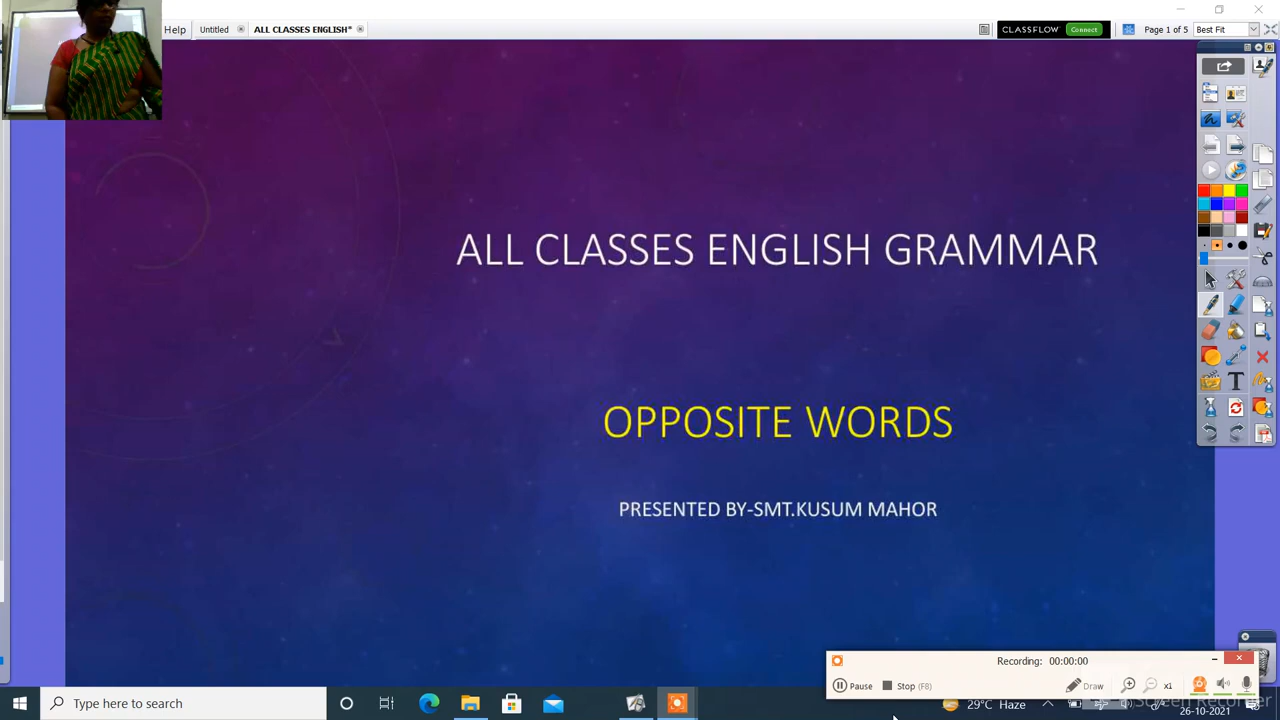 Help
Untitled
ALL CLASSES ENGLISH*
CLASSFLOW
Connect
Page 1 of 5
Best Fit
ALL CLASSES ENGLISH GRAMMAR
OPPOSITE WORDS
PRESENTED BY-SMT.KUSUM MAHOR
Recording: 00:00:00
Pause
Stop (F8)
Draw
x1
Type here to search
29°C Haze
26-10-2021